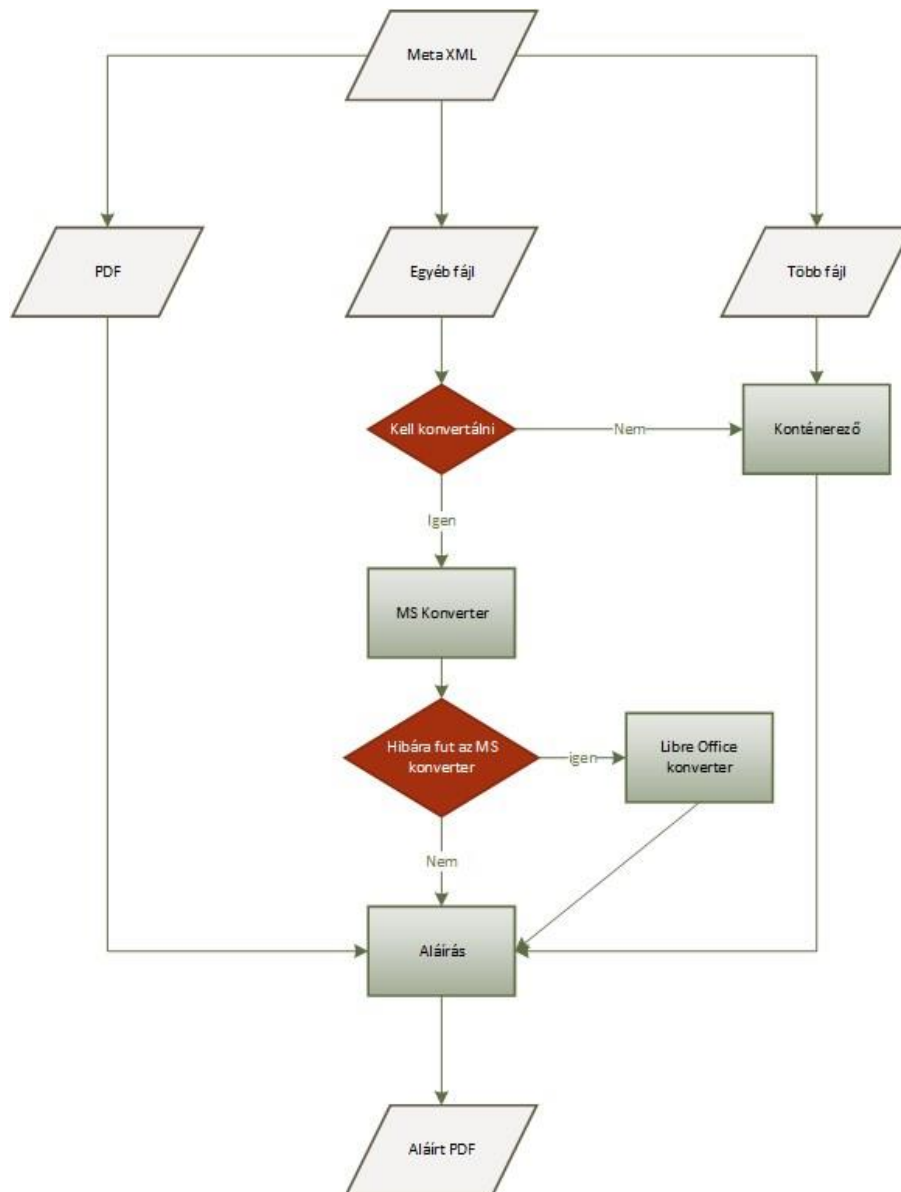 Meta XML
PDF
Egyéb fájl
Több fájl
Kell konvertálni
Nem
Konténerező
Igen
MS Konverter
Hibára fut az MS
konverter
igen
Libre Office
konverter
Nem
Aláírás
Aláírt PDF